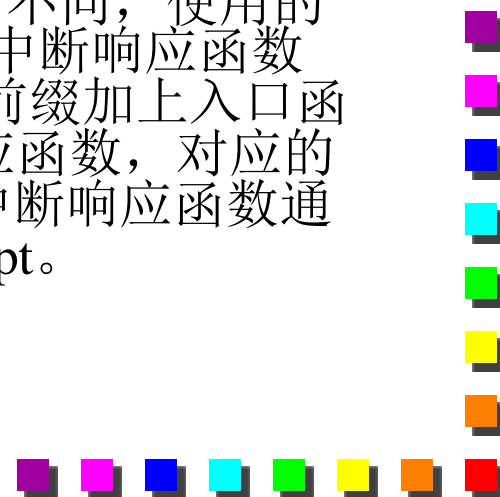 不同，使用的
中断响应函数
前缀加上入口函
应函数，对应的
中断响应函数通
pt。